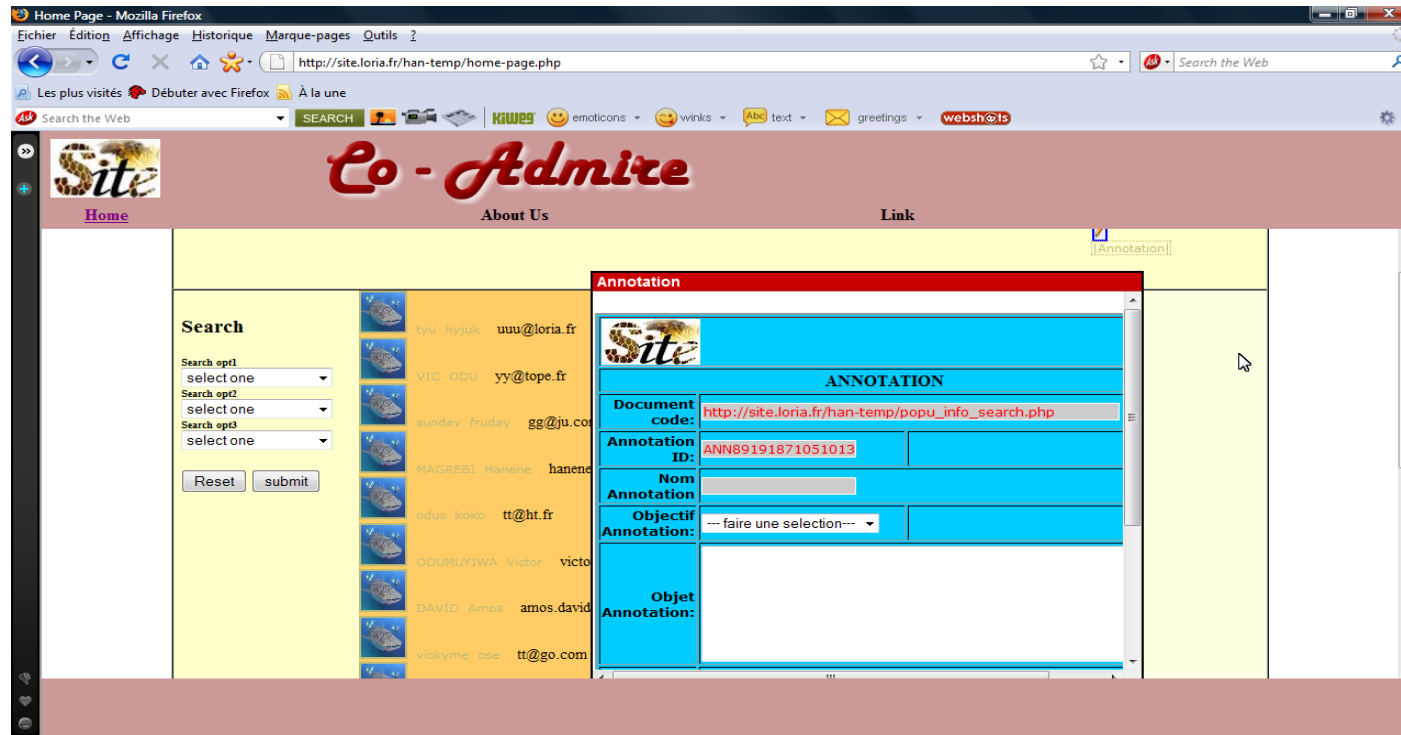 Home Page - Mozilla Firefox
Fichier Édition Affichage Historique Marque-pages Outils ?
http://site.loria.fr/han-temp/home-page.php
Ask Search the Web
Les plus visités Débuter avec Firefox À la une
Ask Search the Web SEARCH KIWEE emoticons winks Abc text greetings webshots
Site Co - Admire
Home About Us Link
|Annotation|
Search
Search opt1
select one
Search opt2
select one
Search opt3
select one
Reset submit
tyu hyjuk uuu@loria.fr
VIC ODU yy@tope.fr
sunday fruday gg@ju.co
MAGREBI Hanene hanene
odus koko tt@ht.fr
ODUMUYIWA Victor victo
DAVID Amos amos.david
vickyme ose tt@go.com
Annotation
Site
ANNOTATION
Document code: http://site.loria.fr/han-temp/popu_info_search.php
Annotation ID: ANN89191871051013
Nom Annotation
Objectif Annotation: --- faire une selection---
Objet Annotation: